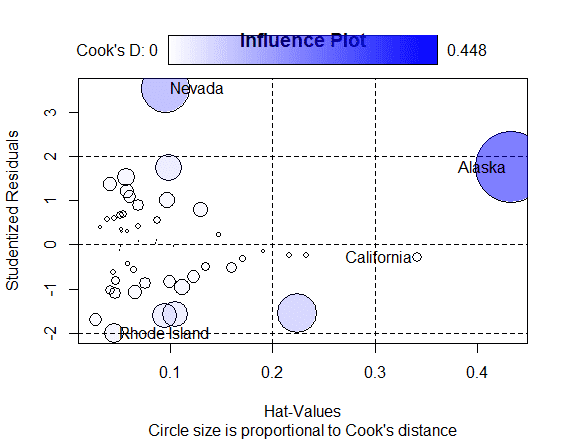 Influence Plot
Cook's D: 0
0.448
Nevada
Alaska
California
Rhode Island
Studentized Residuals
3
2
1
0
-1
-2
0.1
0.2
0.3
0.4
Hat-Values
Circle size is proportional to Cook's distance